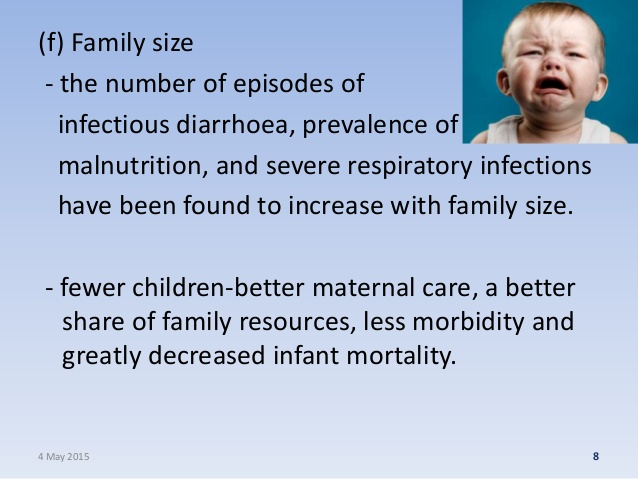 (f) Family size
- the number of episodes of
infectious diarrhoea, prevalence of
malnutrition, and severe respiratory infections
have been found to increase with family size.
- fewer children-better maternal care, a better
share of family resources, less morbidity and
greatly decreased infant mortality.
4 May 2015
8